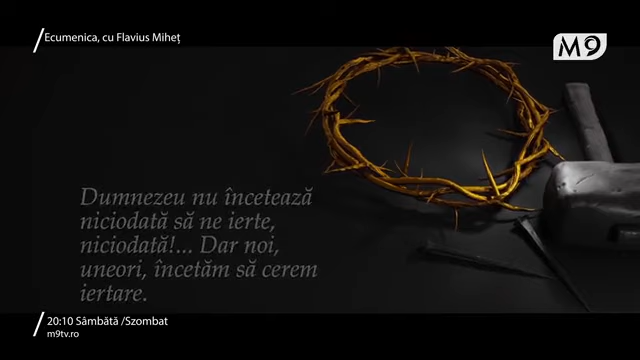 Ecumenica, cu Flavius Miheț
M9
Dumnezeu nu încetează
niciodată să ne ierte,
niciodată!... Dar noi,
uneori, încetăm să cerem
iertare.
20:10 Sâmbătă /Szombat
m9tv.ro